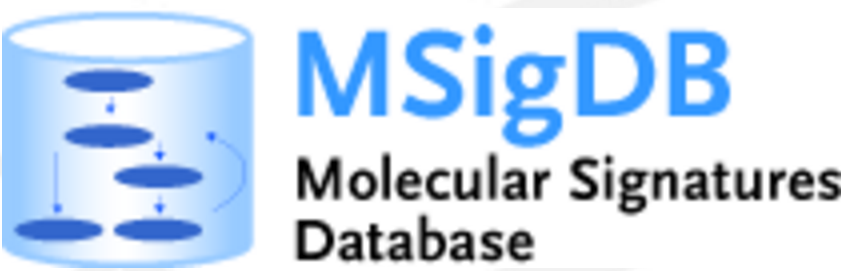 MSigDB
Molecular Signatures
Database